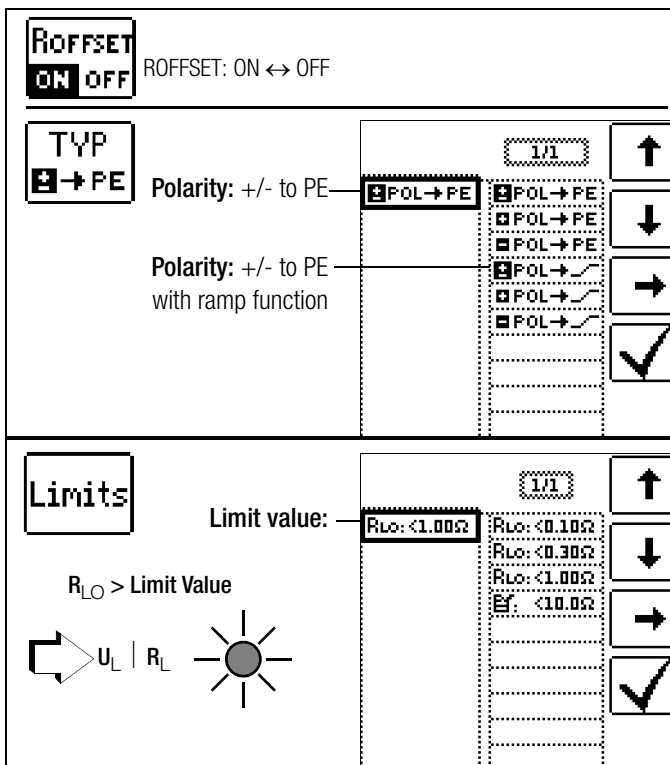 ROFFSET
ON OFF
ROFFSET: ON ↔ OFF
TYP
± → PE
Polarity: +/- to PE
Polarity: +/- to PE
with ramp function
1/1
±POL→PE
±POL→PE
+POL→PE
-POL→PE
±POL→
+POL→
-POL→
Limits
Limit value:
1/1
RLO: <1.00Ω
RLO: <0.10Ω
RLO: <0.30Ω
RLO: <1.00Ω
: <10.0Ω
RLO > Limit Value
UL | RL